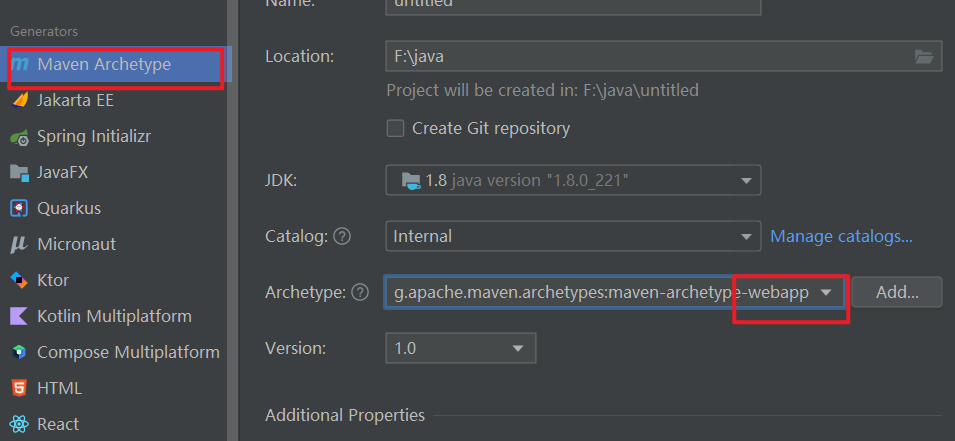 Name:
untitled
Generators
Maven Archetype
Jakarta EE
Spring Initializr
JavaFX
Quarkus
Micronaut
Ktor
Kotlin Multiplatform
Compose Multiplatform
HTML
React
Location:
F:\java
Project will be created in: F:\java\untitled
Create Git repository
JDK:
1.8 java version "1.8.0_221"
Catalog:
Internal
Manage catalogs...
Archetype:
g.apache.maven.archetypes:maven-archetype-webapp
Add...
Version:
1.0
Additional Properties